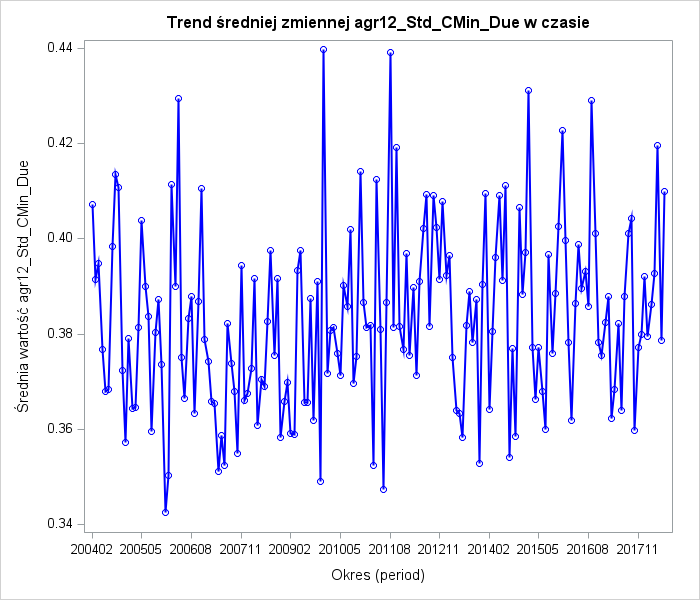 Trend średniej zmiennej agr12_Std_CMin_Due w czasie
Średnia wartość agr12_Std_CMin_Due
0.44
0.42
0.40
0.38
0.36
0.34
200402 200505 200608 200711 200902 201005 201108 201211 201402 201505 201608 201711
Okres (period)